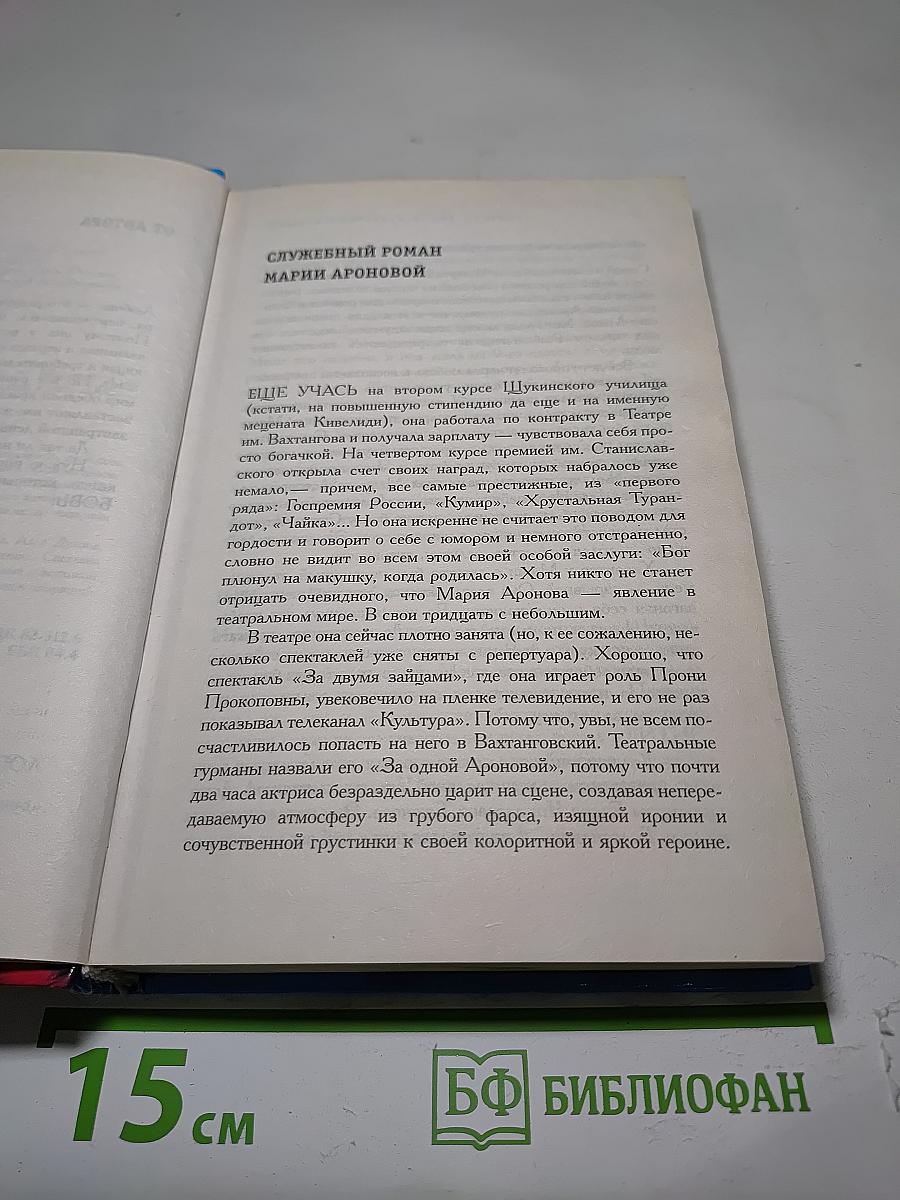 ОТ АВТОРА
СЛУЖЕБНЫЙ РОМАН
МАРИИ АРОНОВОЙ
ЕЩЕ УЧАСЬ на втором курсе Щукинского училища
(кстати, на повышенную стипендию да еще и на именную
мецената Кивелиди), она работала по контракту в Театре
им. Вахтангова и получала зарплату — чувствовала себя про-
сто богачкой. На четвертом курсе премией им. Станислав-
ского открыла счет своих наград, которых набралось уже
немало,— причем, все самые престижные, из «первого
ряда»: Госпремия России, «Кумир», «Хрустальная Туран-
дот», «Чайка»... Но она искренне не считает это поводом для
гордости и говорит о себе с юмором и немного отстраненно,
словно не видит во всем этом своей особой заслуги: «Бог
плюнул на макушку, когда родилась». Хотя никто не станет
отрицать очевидного, что Мария Аронова — явление в
театральном мире. В свои тридцать с небольшим.
В театре она сейчас плотно занята (но, к ее сожалению, не-
сколько спектаклей уже сняты с репертуара). Хорошо, что
спектакль «За двумя зайцами», где она играет роль Прони
Прокоповны, увековечило на пленке телевидение, и его не раз
показывал телеканал «Культура». Потому что, увы, не всем по-
счастливилось попасть на него в Вахтанговский. Театральные
гурманы назвали его «За одной Ароновой», потому что почти
два часа актриса безраздельно царит на сцене, создавая непере-
даваемую атмосферу из грубого фарса, изящной иронии и
сочувственной грустинки к своей колоритной и яркой героине.
15 см
БФ БИБЛИОФАН